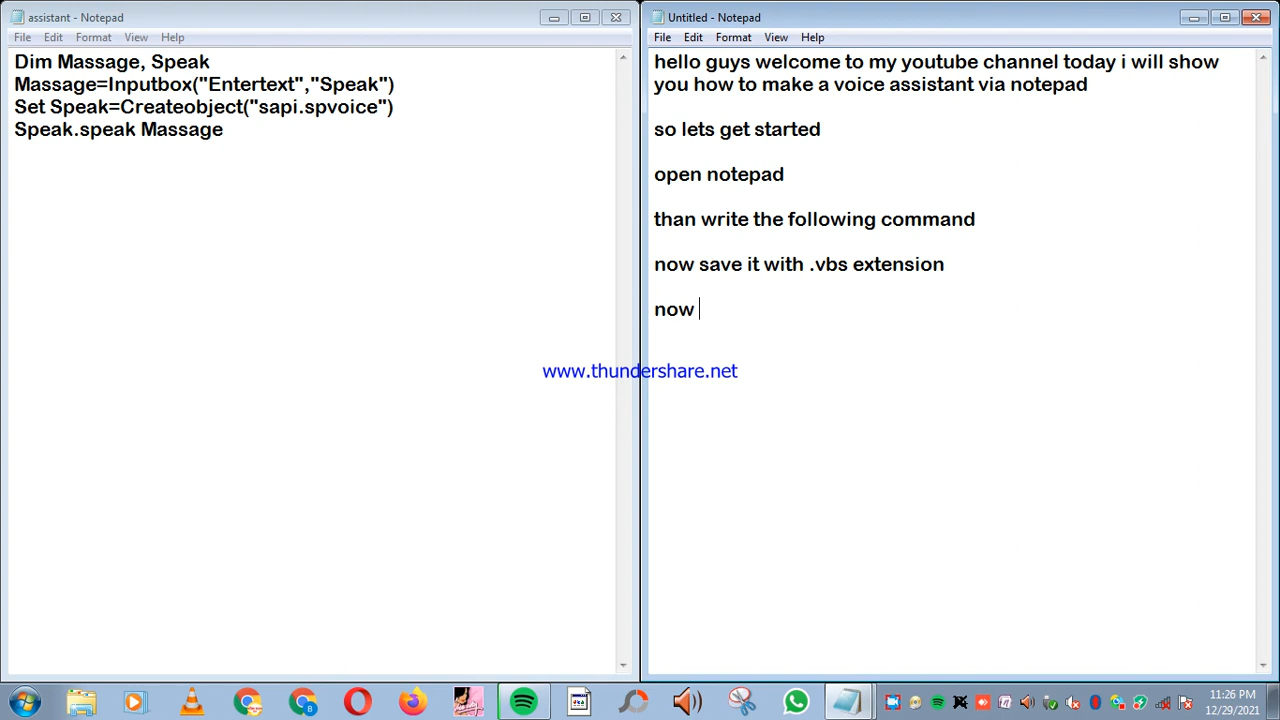 assistant - Notepad
File Edit Format View Help
Dim Massage, Speak
Massage=Inputbox("Entertext","Speak")
Set Speak=Createobject("sapi.spvoice")
Speak.speak Massage
Untitled - Notepad
File Edit Format View Help
hello guys welcome to my youtube channel today i will show
you how to make a voice assistant via notepad
so lets get started
open notepad
than write the following command
now save it with .vbs extension
now
www.thundershare.net
11:26 PM
12/29/2021